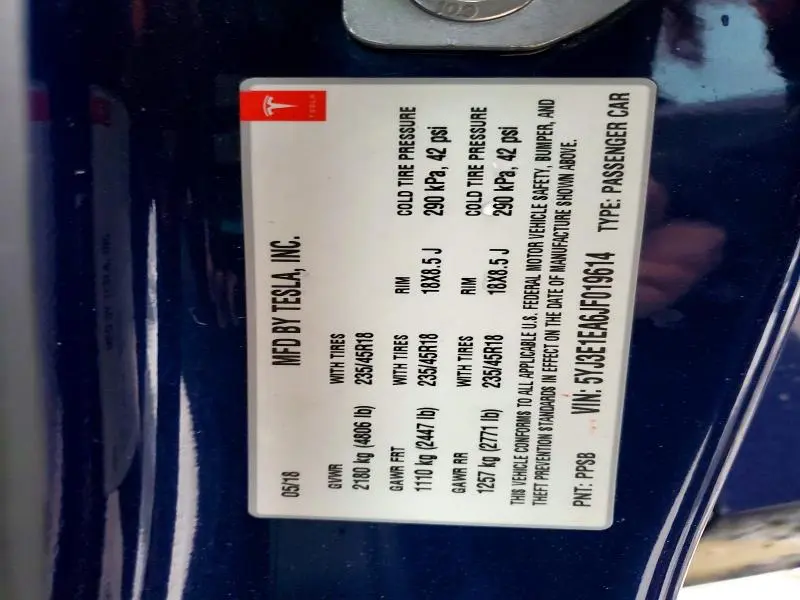 TESLA
05/18 MFD BY TESLA, INC.
GVWR WITH TIRES RIM COLD TIRE PRESSURE
2180 kg (4806 lb) 235/45R18
GAWR FRT WITH TIRES RIM COLD TIRE PRESSURE
1110 kg (2447 lb) 235/45R18 18X8.5 J 290 kPa, 42 psi
GAWR RR WITH TIRES RIM COLD TIRE PRESSURE
1257 kg (2771 lb) 235/45R18 18X8.5 J 290 kPa, 42 psi
THIS VEHICLE CONFORMS TO ALL APPLICABLE U.S. FEDERAL MOTOR VEHICLE SAFETY, BUMPER, AND
THEFT PREVENTION STANDARDS IN EFFECT ON THE DATE OF MANUFACTURE SHOWN ABOVE.
PNT: PPSB VIN: 5YJ3E1EA6JF019614 TYPE: PASSENGER CAR